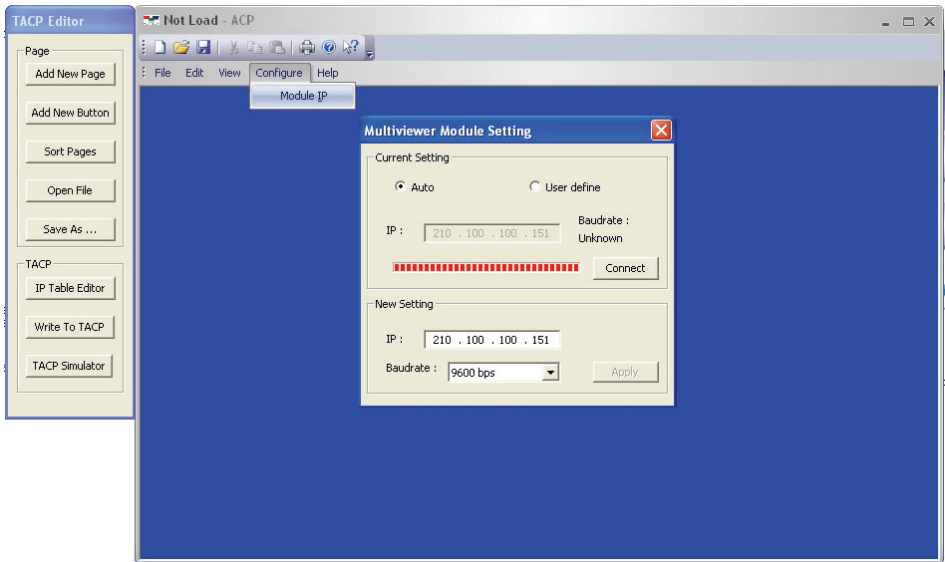 TACP Editor
Page
Add New Page
Add New Button
Sort Pages
Open File
Save As ...
TACP
IP Table Editor
Write To TACP
TACP Simulator
Not Load - ACP
File Edit View Configure Help
Module IP
Multiviewer Module Setting
Current Setting
Auto User define
IP : 210 . 100 . 100 . 151 Baudrate :
Unknown
Connect
New Setting
IP : 210 . 100 . 100 . 151
Baudrate : 9600 bps Apply